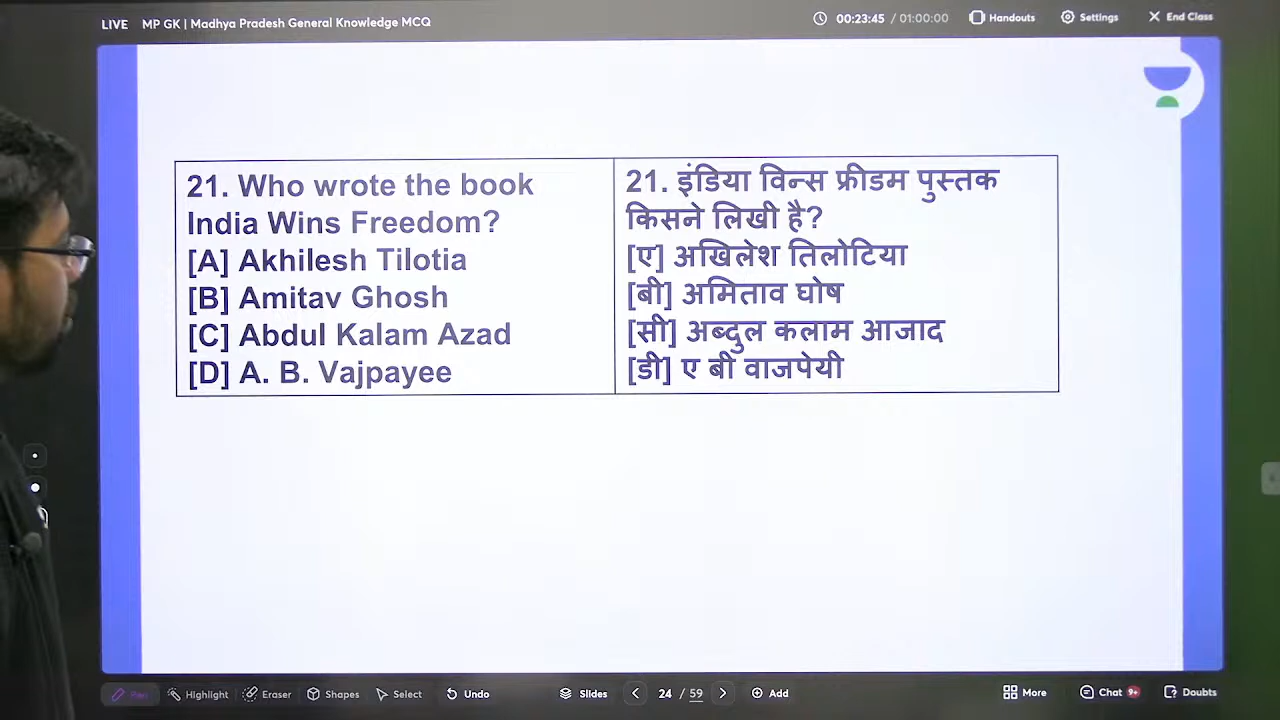 LIVE MP GK | Madhya Pradesh General Knowledge MCQ
00:23:45 / 01:00:00
Handouts
Settings
End Class
21. Who wrote the book
India Wins Freedom?
[A] Akhilesh Tilotia
[B] Amitav Ghosh
[C] Abdul Kalam Azad
[D] A. B. Vajpayee
21. इंडिया विन्स फ्रीडम पुस्तक
किसने लिखी है?
[ए] अखिलेश तिलोटिया
[बी] अमिताव घोष
[सी] अब्दुल कलाम आजाद
[डी] ए बी वाजपेयी
Pen
Highlight
Eraser
Shapes
Select
Undo
Slides
24 / 59
Add
More
Chat 9+
Doubts